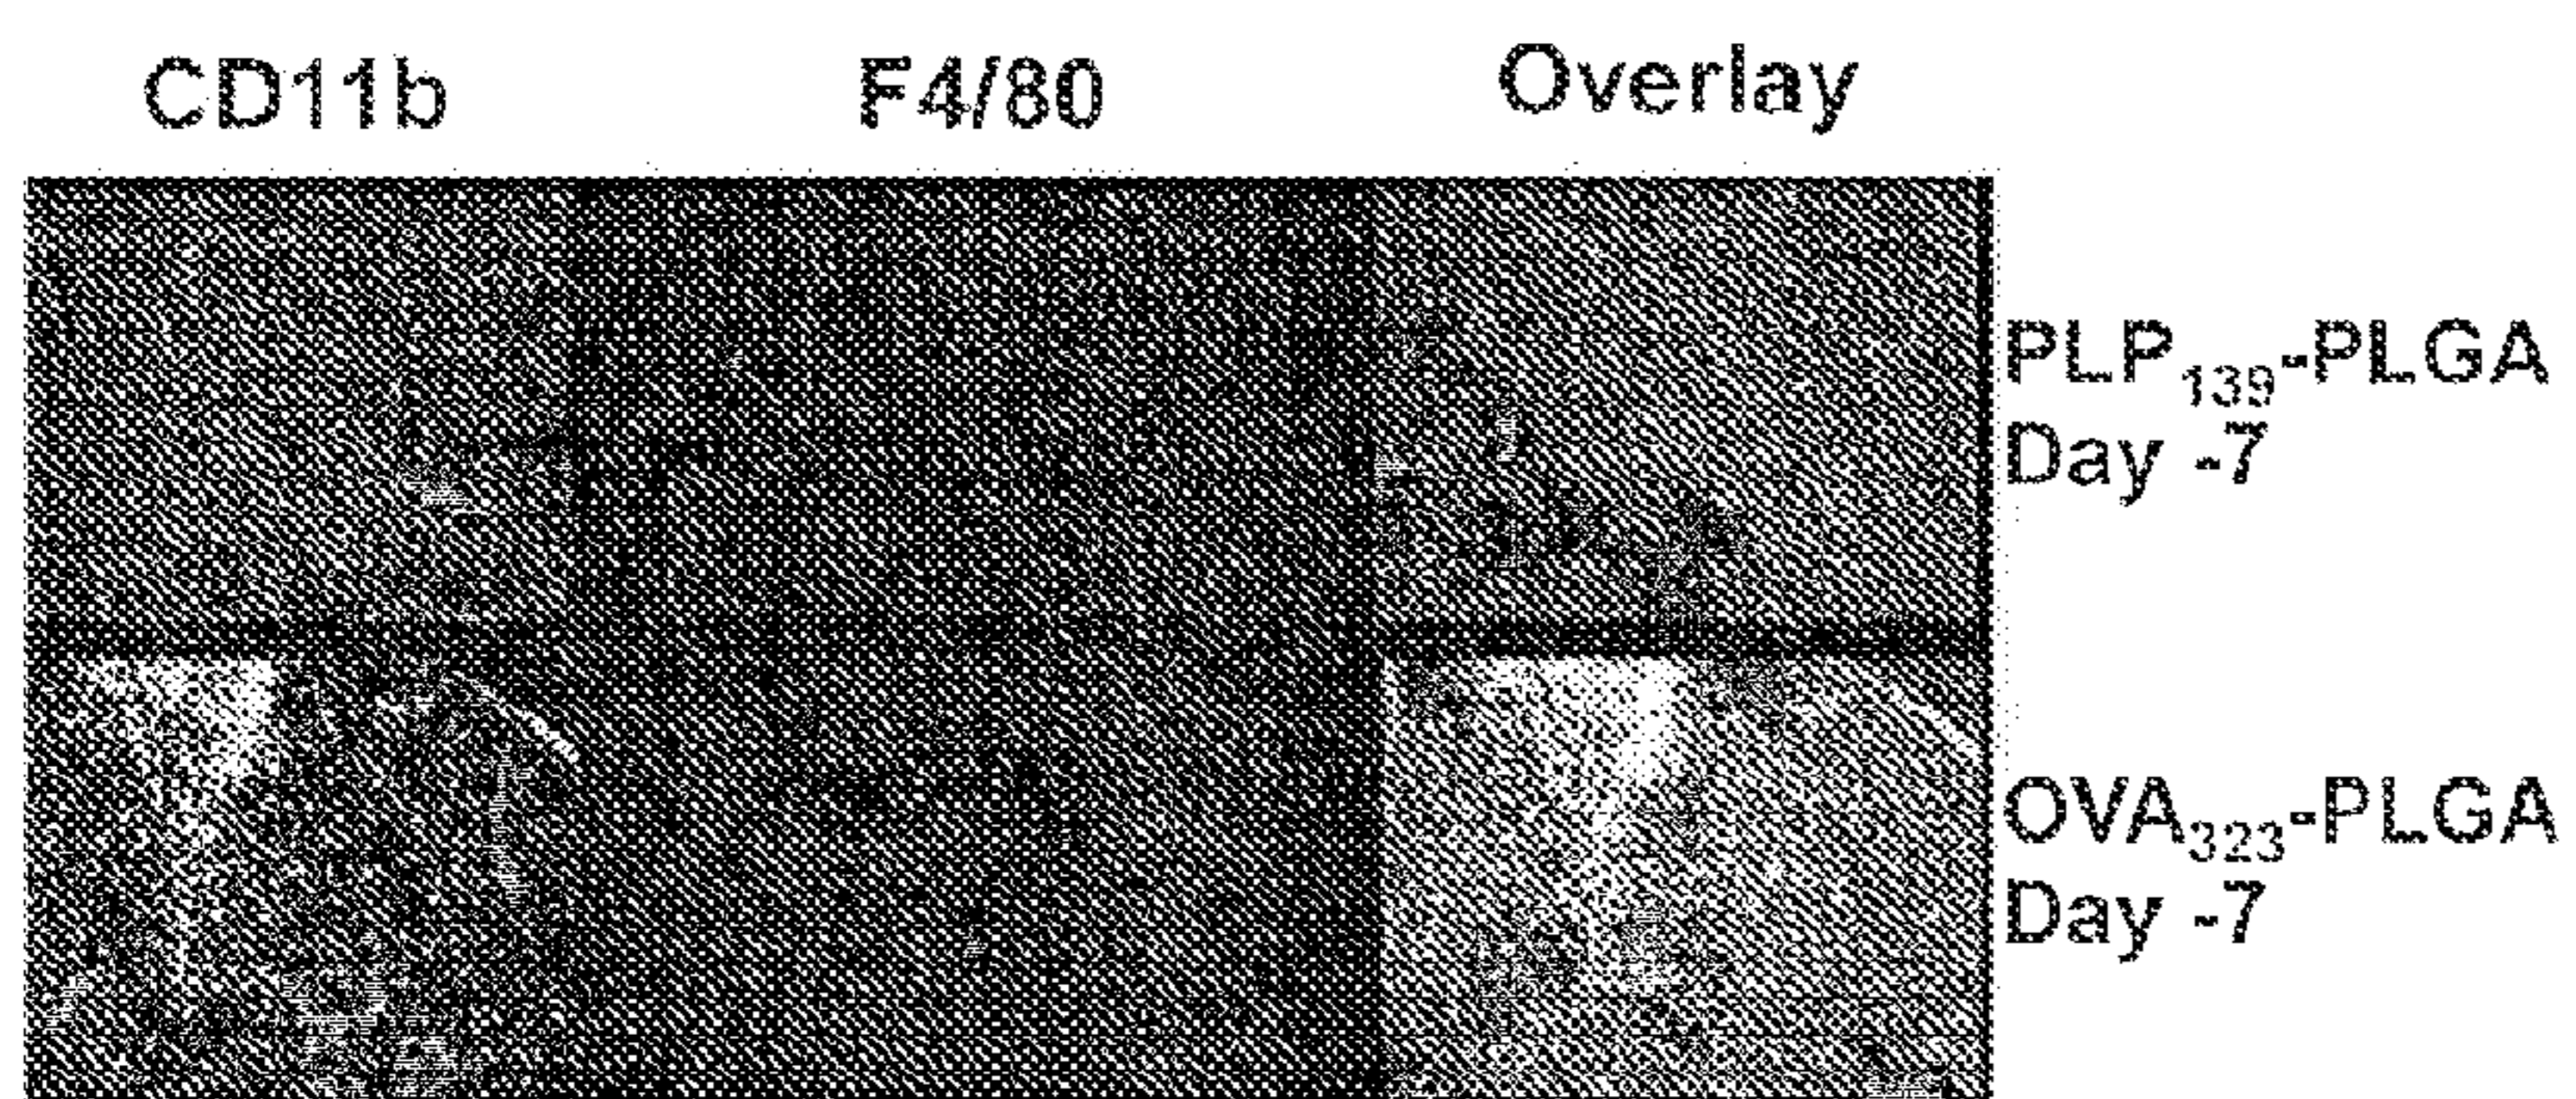 CD11b F4/80 Overlay
PLP₁₃₉-PLGA
Day -7
OVA₃₂₃-PLGA
Day -7